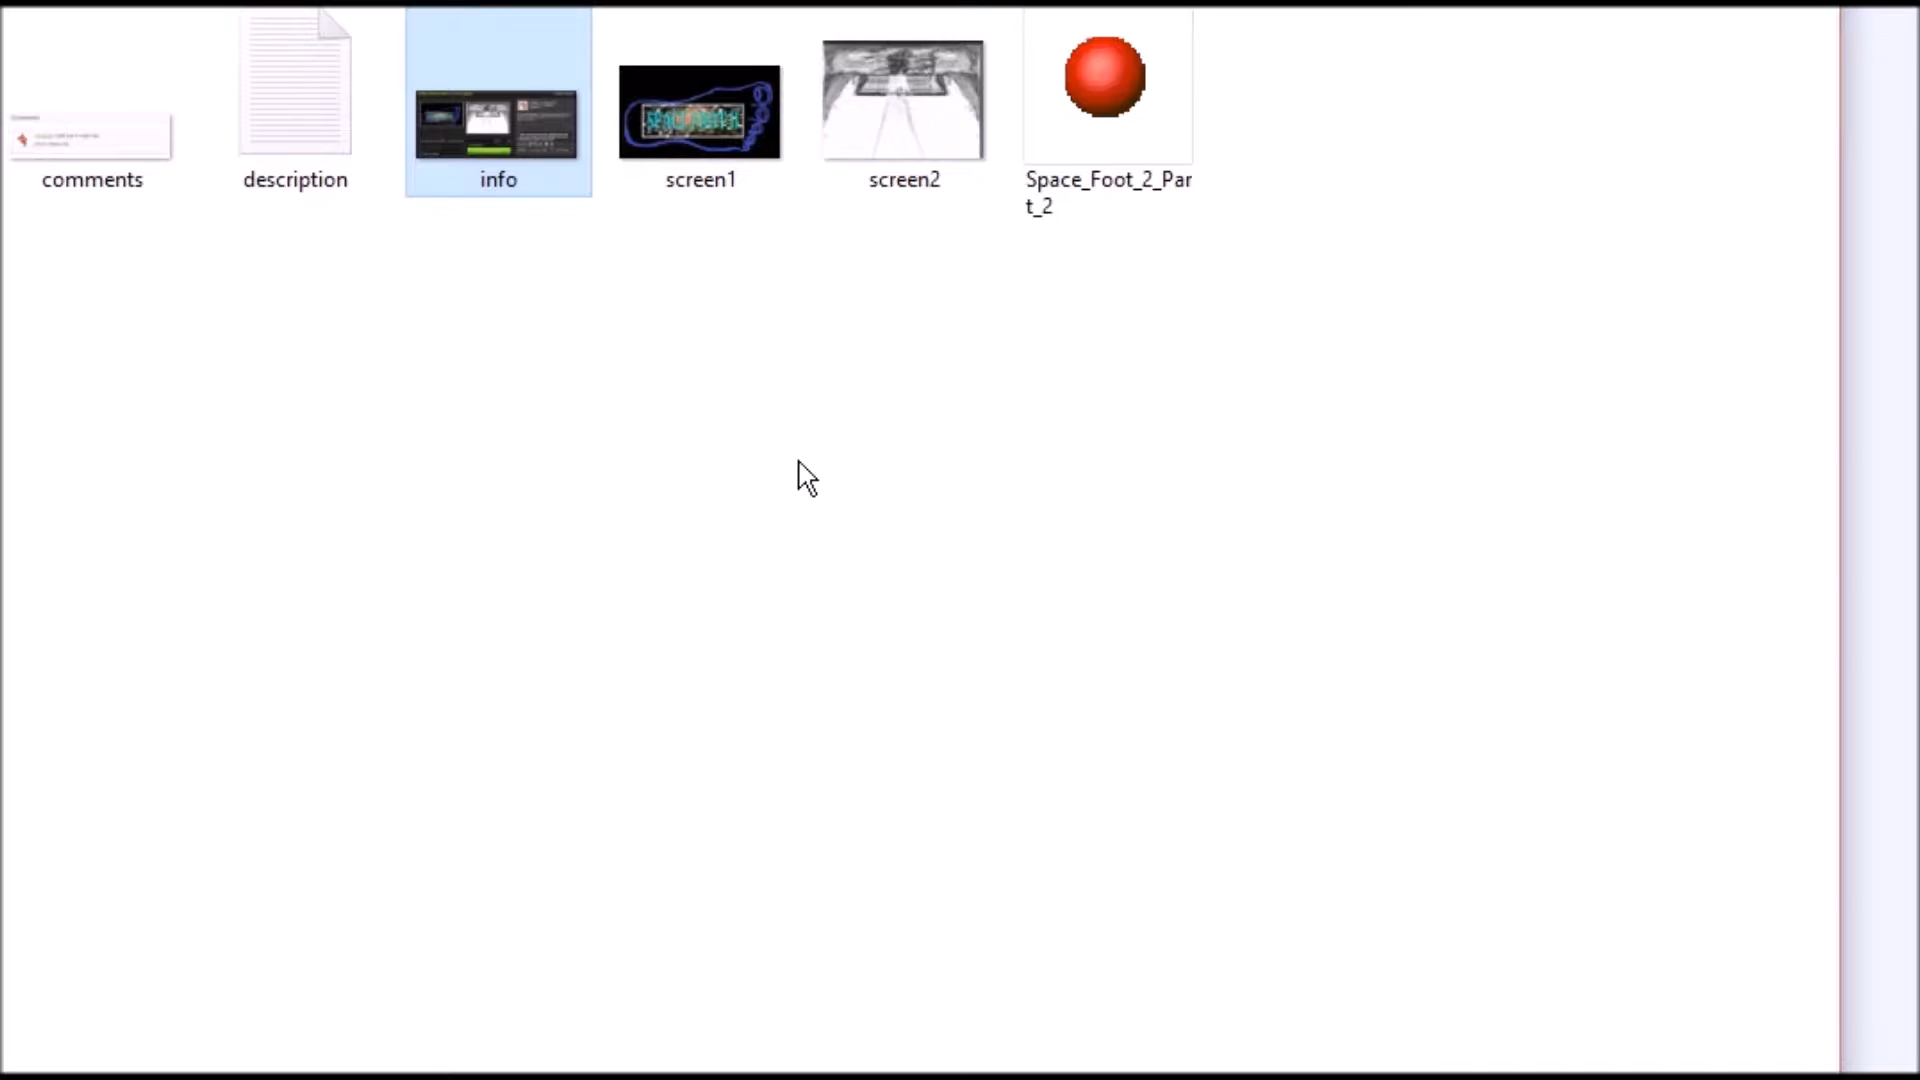 comments
description
info
screen1
screen2
Space_Foot_2_Par
t_2